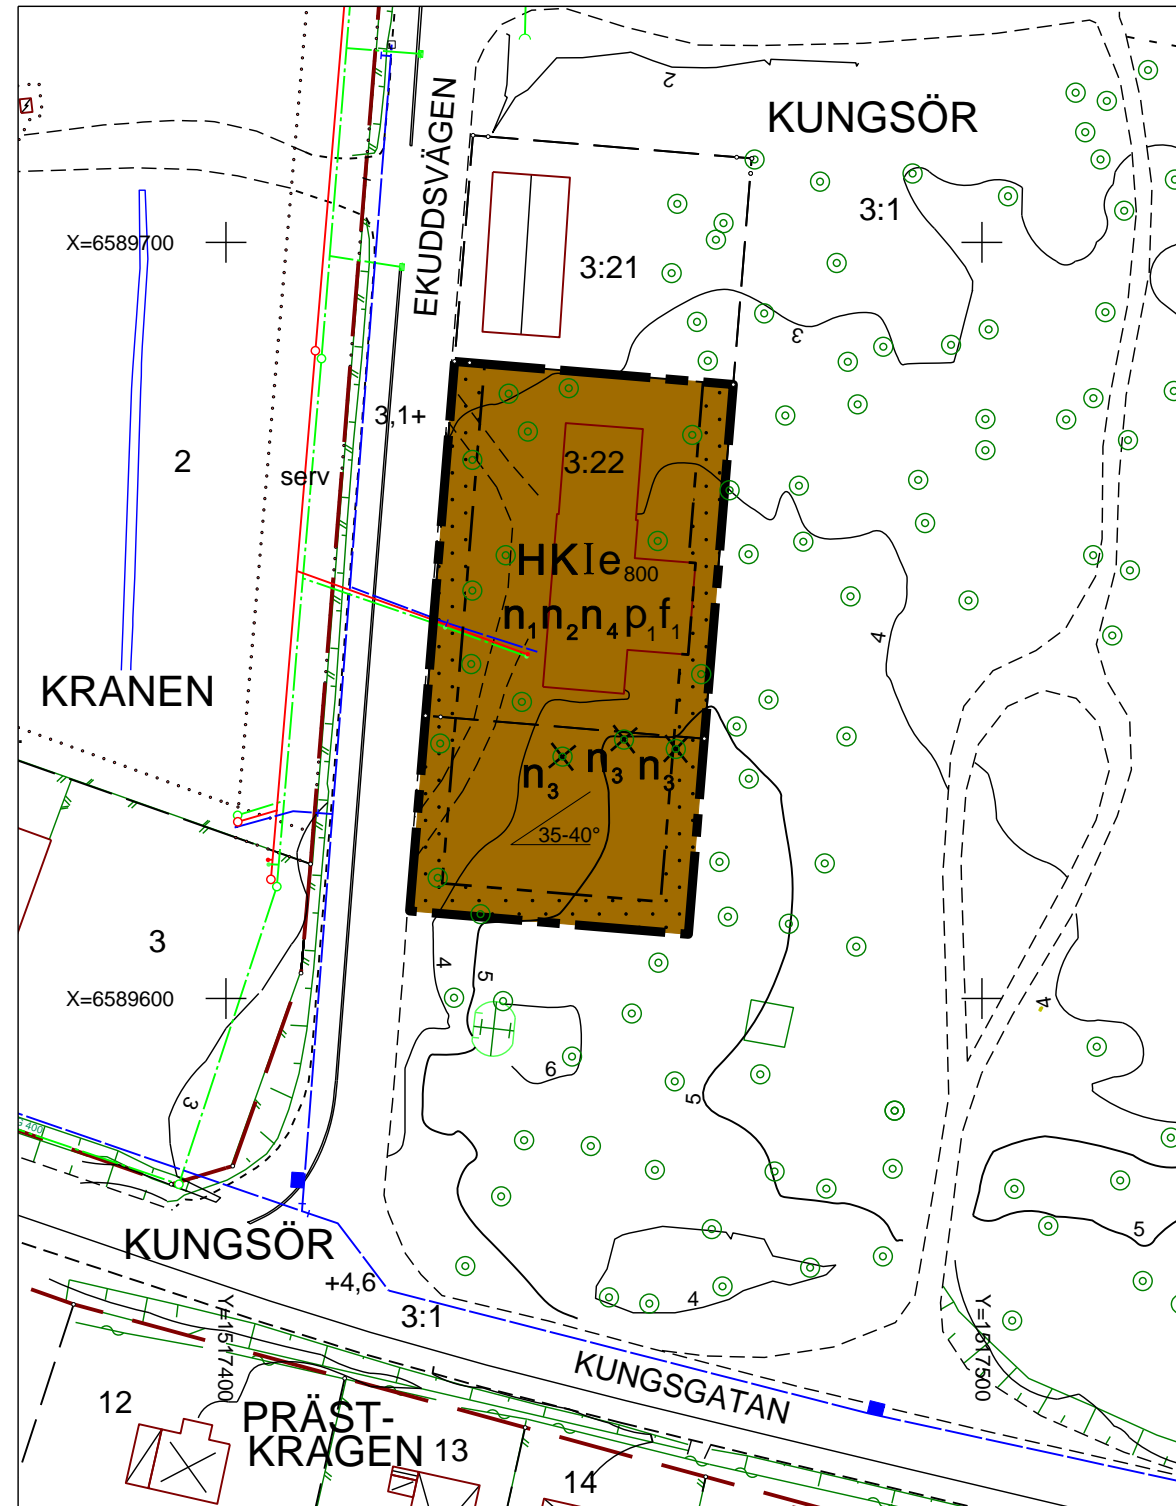 2
KUNGSÖR
3:1
EKUDDSVÄGEN
X=6589700
3:21
3
3,1+
2
serv
3:22
HKIe800
n1n2n4p1f1
4
KRANEN
n3 n3 n3
35-40°
3
4
5
X=6589600
4
6
5
3
400
5
KUNGSÖR
+4,6
3:1
4
Y=1517400
Y=1517500
KUNGSGATAN
12
PRÄST-
KRAGEN
13
14